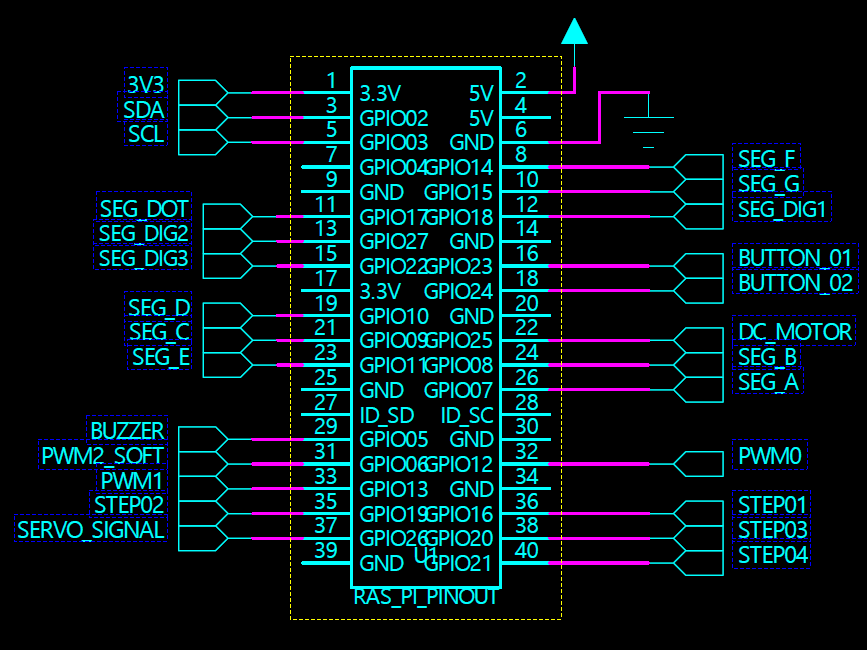 1 2
3V3 3.3V 5V
3 4
SDA GPIO02 5V
5 6
SCL GPIO03 GND
7 8
GPIO04 GPIO14 SEG_F
9 10
GND GPIO15 SEG_G
11 12
SEG_DOT GPIO17 GPIO18 SEG_DIG1
13 14
SEG_DIG2 GPIO27 GND
15 16
SEG_DIG3 GPIO22 GPIO23 BUTTON_01
17 18
3.3V GPIO24 BUTTON_02
19 20
SEG_D GPIO10 GND
21 22
SEG_C GPIO09 GPIO25 DC_MOTOR
23 24
SEG_E GPIO11 GPIO08 SEG_B
25 26
GND GPIO07 SEG_A
27 28
ID_SD ID_SC
29 30
BUZZER GPIO05 GND
31 32
PWM2_SOFT GPIO06 GPIO12 PWM0
33 34
PWM1 GPIO13 GND
35 36
STEP02 GPIO19 GPIO16 STEP01
37 38
SERVO_SIGNAL GPIO26 GPIO20 STEP03
39 40
U1
GND GPIO21 STEP04
RAS_PI_PINOUT